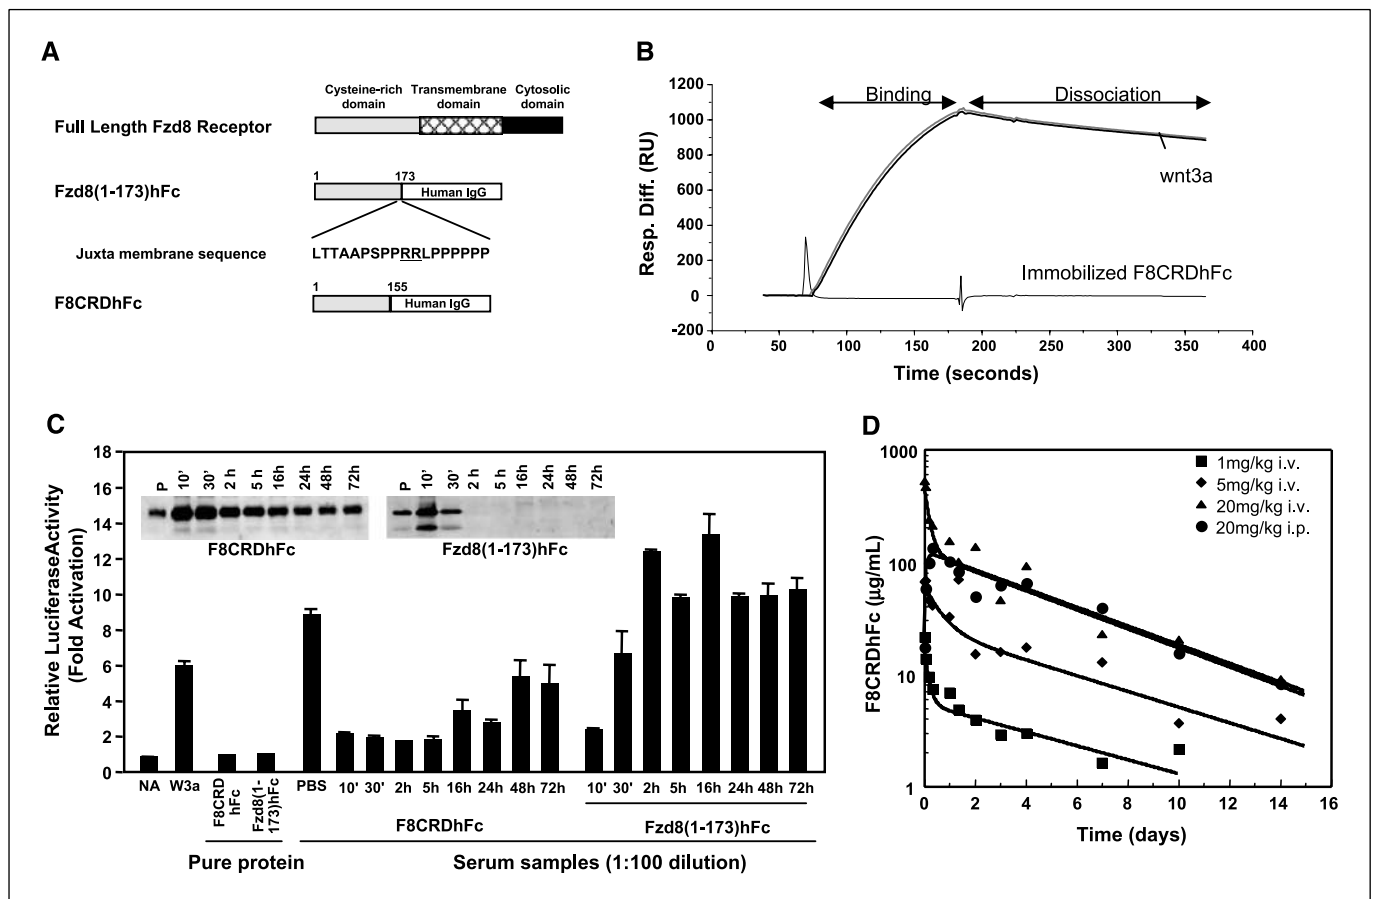 A
Cysteine-rich domain
Transmembrane domain
Cytosolic domain
Full Length Fzd8 Receptor
1
173
Fzd8(1-173)hFc
Human IgG
Juxta membrane sequence
LTTAAPSPPRRLPPPPPP
1
155
F8CRDhFc
Human IgG
B
Resp. Diff. (RU)
1200
1000
800
600
400
200
0
-200
Binding
Dissociation
wnt3a
Immobilized F8CRDhFc
0
50
100
150
200
250
300
350
400
Time (seconds)
C
Relative LuciferaseActivity
(Fold Activation)
18
16
14
12
10
8
6
4
2
0
P 10' 30' 2 h 5 h 16h 24h 48h 72h
F8CRDhFc
P 10' 30' 2 h 5 h 16h 24h 48h 72h
Fzd8(1-173)hFc
NA W3a F8CRD hFc Fzd8(1-173)hFc PBS 10' 30' 2h 5h 16h 24h 48h 72h 10' 30' 2h 5h 16h 24h 48h 72h
F8CRDhFc
Fzd8(1-173)hFc
Pure protein
Serum samples (1:100 dilution)
D
F8CRDhFc (µg/mL)
1000
100
10
1
1mg/kg i.v.
5mg/kg i.v.
20mg/kg i.v.
20mg/kg i.p.
0 2 4 6 8 10 12 14 16
Time (days)